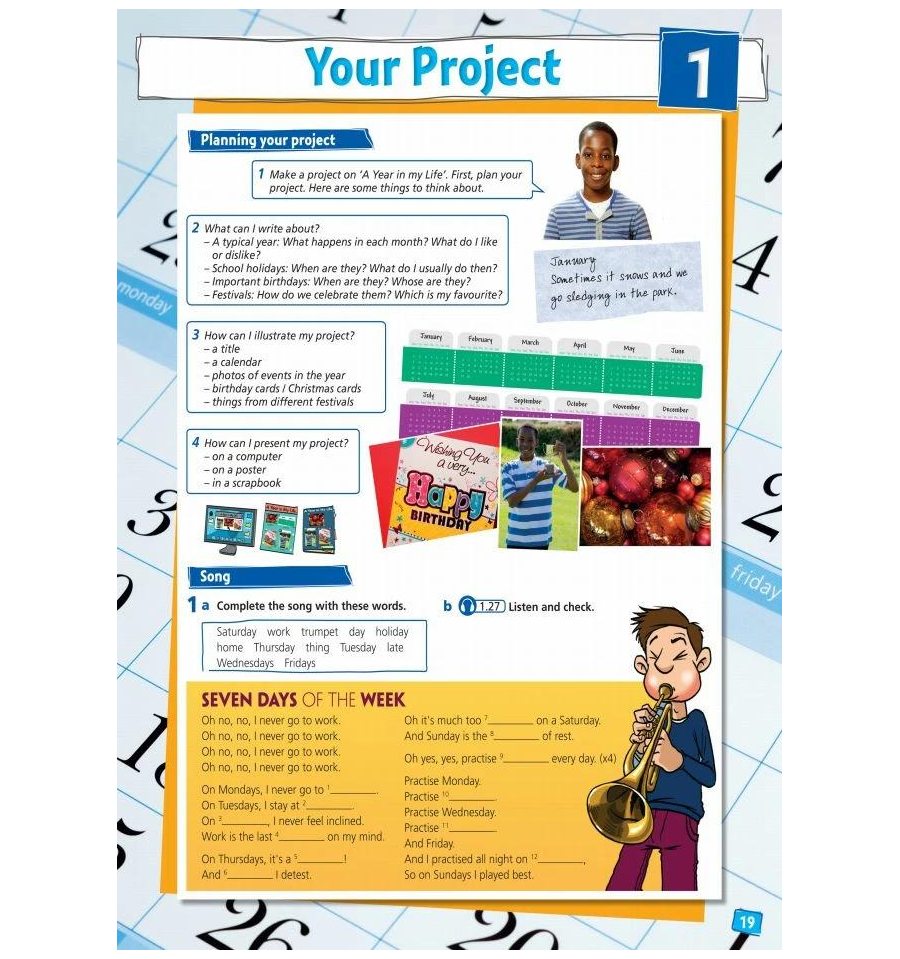 Your Project
1
Planning your project
1 Make a project on 'A Year in my Life'. First, plan your
project. Here are some things to think about.
2 What can I write about?
– A typical year: What happens in each month? What do I like
or dislike?
– School holidays: When are they? What do I usually do then?
– Important birthdays: When are they? Whose are they?
– Festivals: How do we celebrate them? Which is my favourite?
January
Sometimes it snows and we
go sledging in the park.
3 How can I illustrate my project?
– a title
– a calendar
– photos of events in the year
– birthday cards / Christmas cards
– things from different festivals
January February March April May June
July August September October November December
4 How can I present my project?
– on a computer
– on a poster
– in a scrapbook
Wishing You
a very...
Happy
BIRTHDAY
Song
1 a Complete the song with these words.
b 1.27 Listen and check.
Saturday work trumpet day holiday
home Thursday thing Tuesday late
Wednesdays Fridays
SEVEN DAYS OF THE WEEK
Oh no, no, I never go to work.
Oh no, no, I never go to work.
Oh no, no, I never go to work.
Oh no, no, I never go to work.
On Mondays, I never go to 1________.
On Tuesdays, I stay at 2________.
On 3________, I never feel inclined.
Work is the last 4________ on my mind.
On Thursdays, it's a 5________!
And 6________ I detest.
Oh it's much too 7________ on a Saturday.
And Sunday is the 8________ of rest.
Oh yes, yes, practise 9________ every day. (x4)
Practise Monday.
Practise 10________.
Practise Wednesday.
Practise 11________.
And Friday.
And I practised all night on 12________,
So on Sundays I played best.
monday
friday
2
3
4
7
2
26
1
5
19